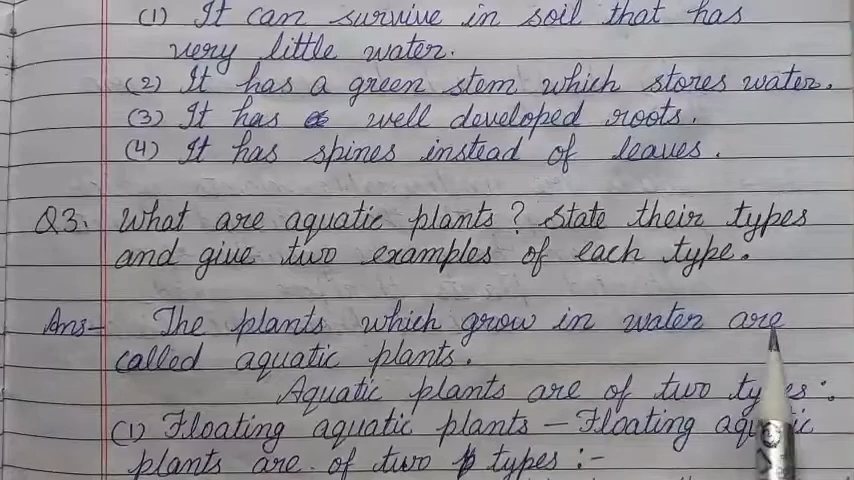 (1) It can survive in soil that has
very little water.
(2) It has a green stem which stores water.
(3) It has well developed roots.
(4) It has spines instead of leaves.
Q3. What are aquatic plants? State their types
and give two examples of each type.
Ans- The plants which grow in water are
called aquatic plants.
Aquatic plants are of two types:
(1) Floating aquatic plants - Floating aquatic
plants are of two types :-